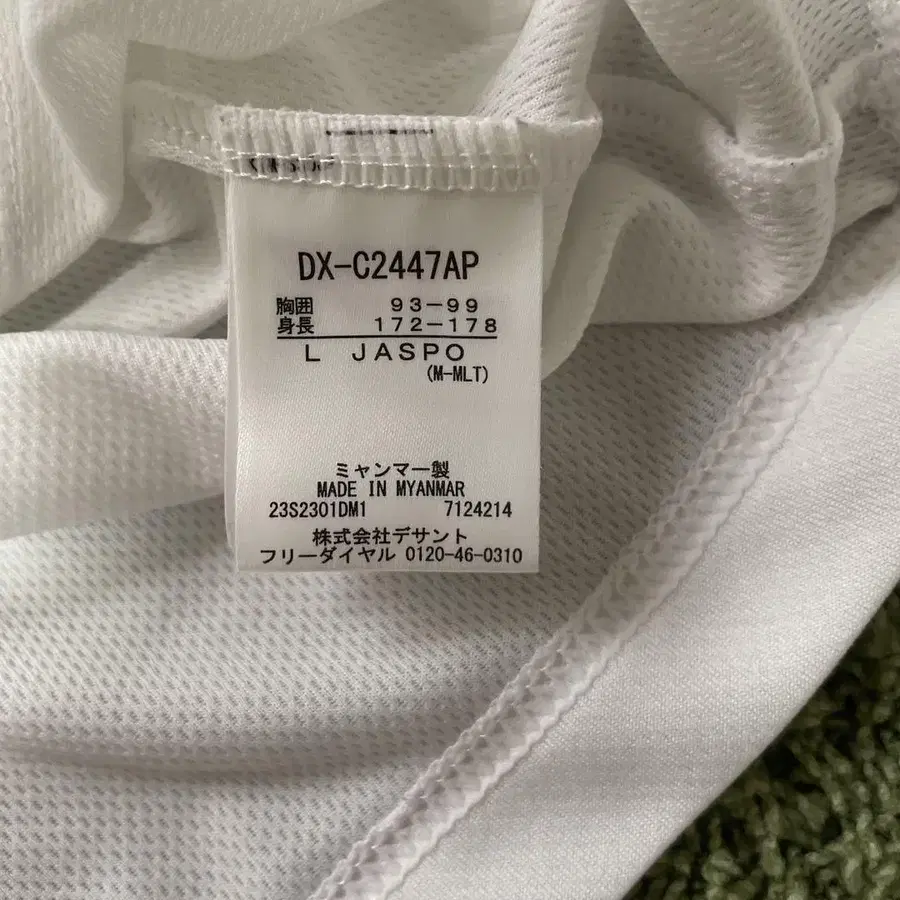 DX-C2447AP
胸囲 93-99
身長 172-178
L JASPO
(M-MLT)
ミャンマー製
MADE IN MYANMAR
23S2301DM1 7124214
株式会社デサント
フリーダイヤル 0120-46-0310